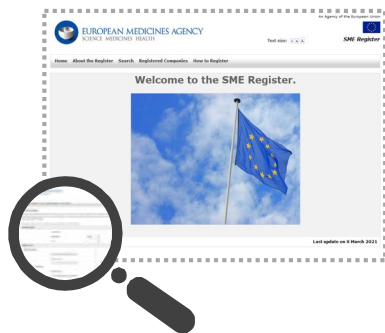 An Agency of the European Union
EUROPEAN MEDICINES AGENCY
SCIENCE MEDICINES HEALTH
Text size: A A A
SME Register
Home About the Register Search Registered Companies How to Register
Welcome to the SME Register.
Last update on 8 March 2021